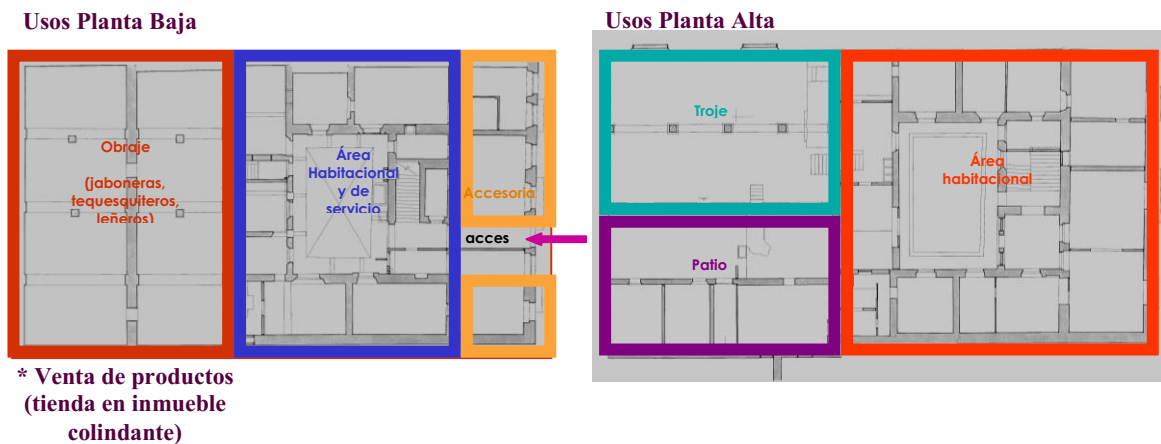 Usos Planta Baja
Usos Planta Alta
Obraje
(jaboneras,
tequesquiteros,
leñeros)
Área
Habitacional
y de
servicio
Accesoria
acces
Troje
Patio
Área
habitacional
* Venta de productos
(tienda en inmueble
colindante)